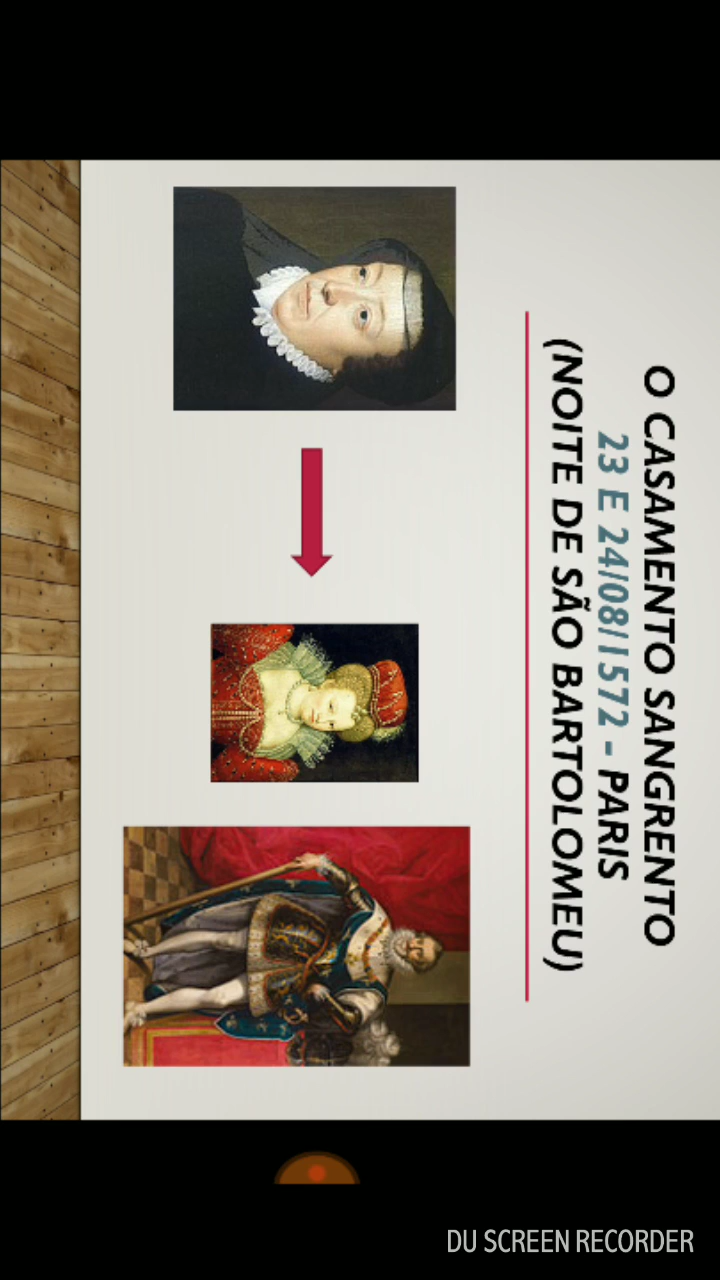 O CASAMENTO SANGRENTO
23 E 24/08/1572 - PARIS
(NOITE DE SÃO BARTOLOMEU)
DU SCREEN RECORDER